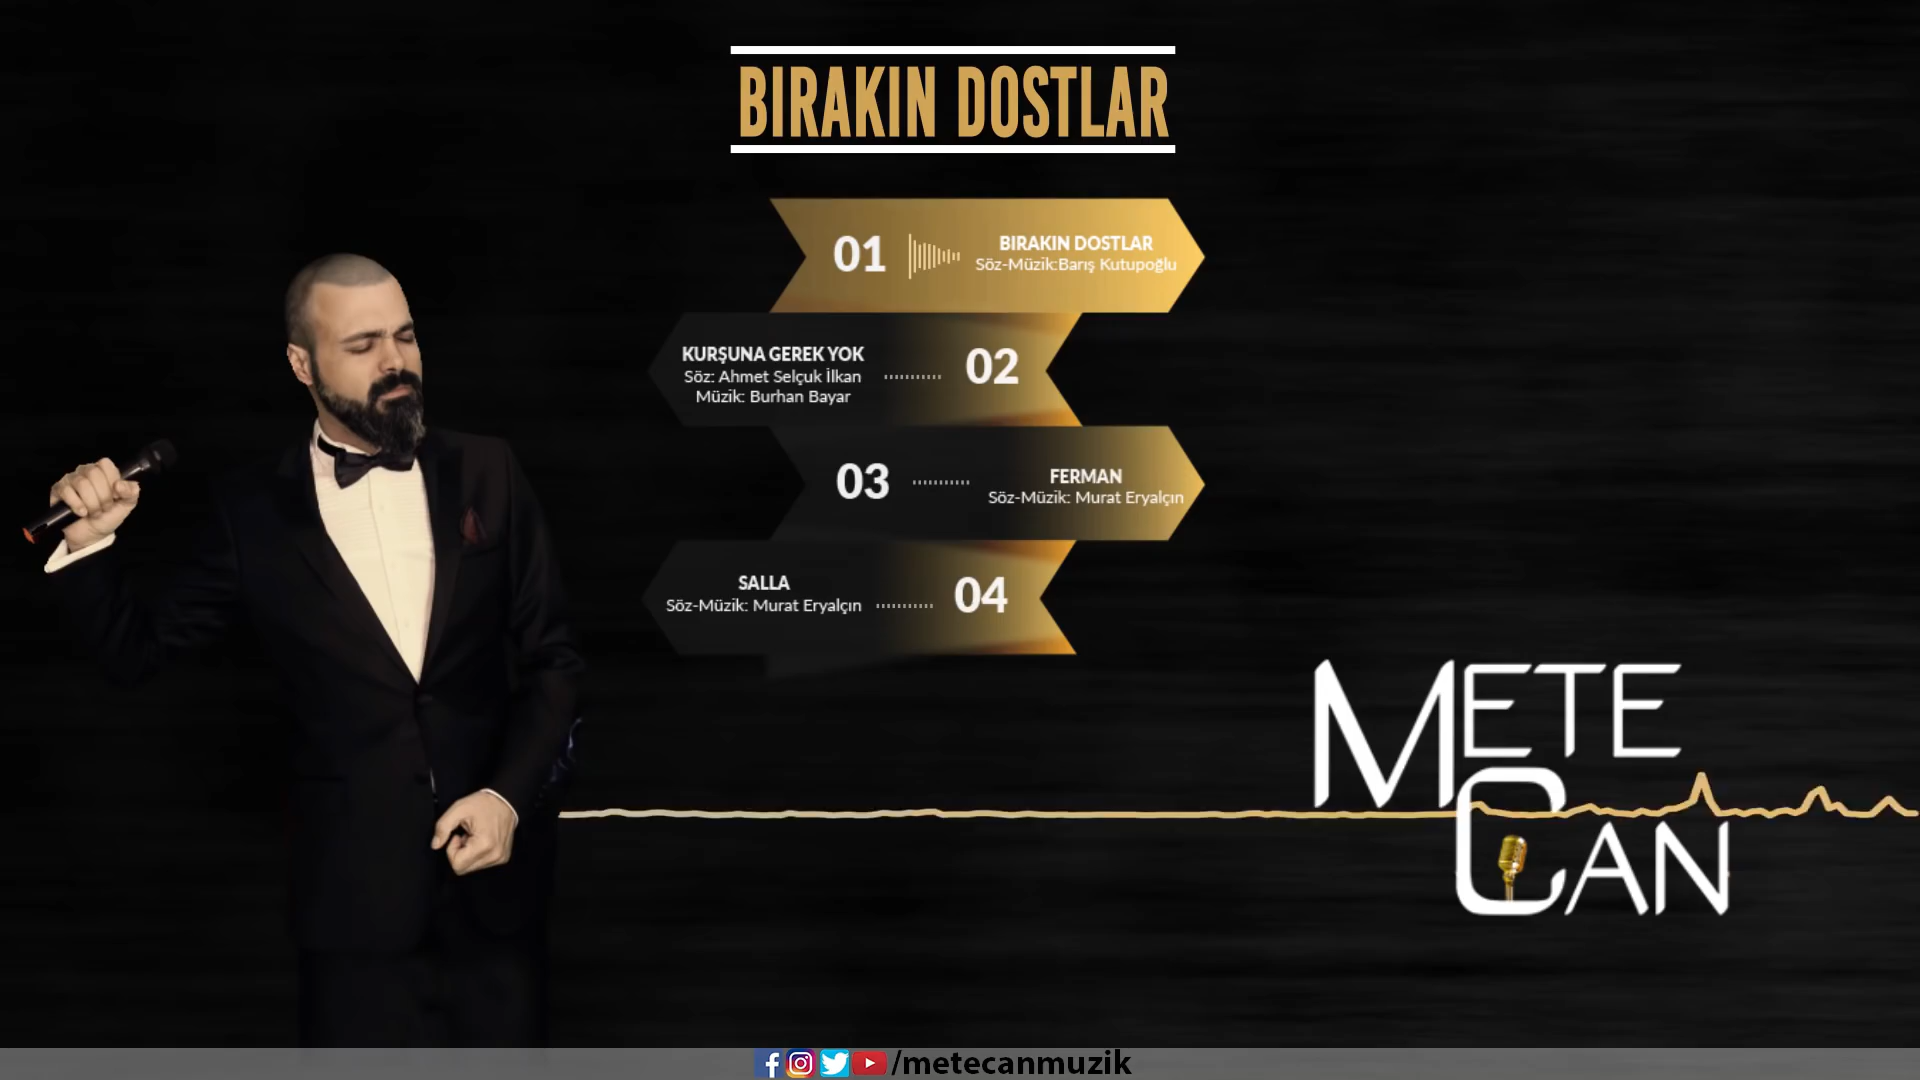 BIRAKIN DOSTLAR
01
BIRAKIN DOSTLAR
Söz-Müzik:Barış Kutupoğlu
KURŞUNA GEREK YOK
Söz: Ahmet Selçuk İlkan
Müzik: Burhan Bayar
02
03
FERMAN
Söz-Müzik: Murat Eryalçın
SALLA
Söz-Müzik: Murat Eryalçın
04
METE
CAN
/metecanmuzik